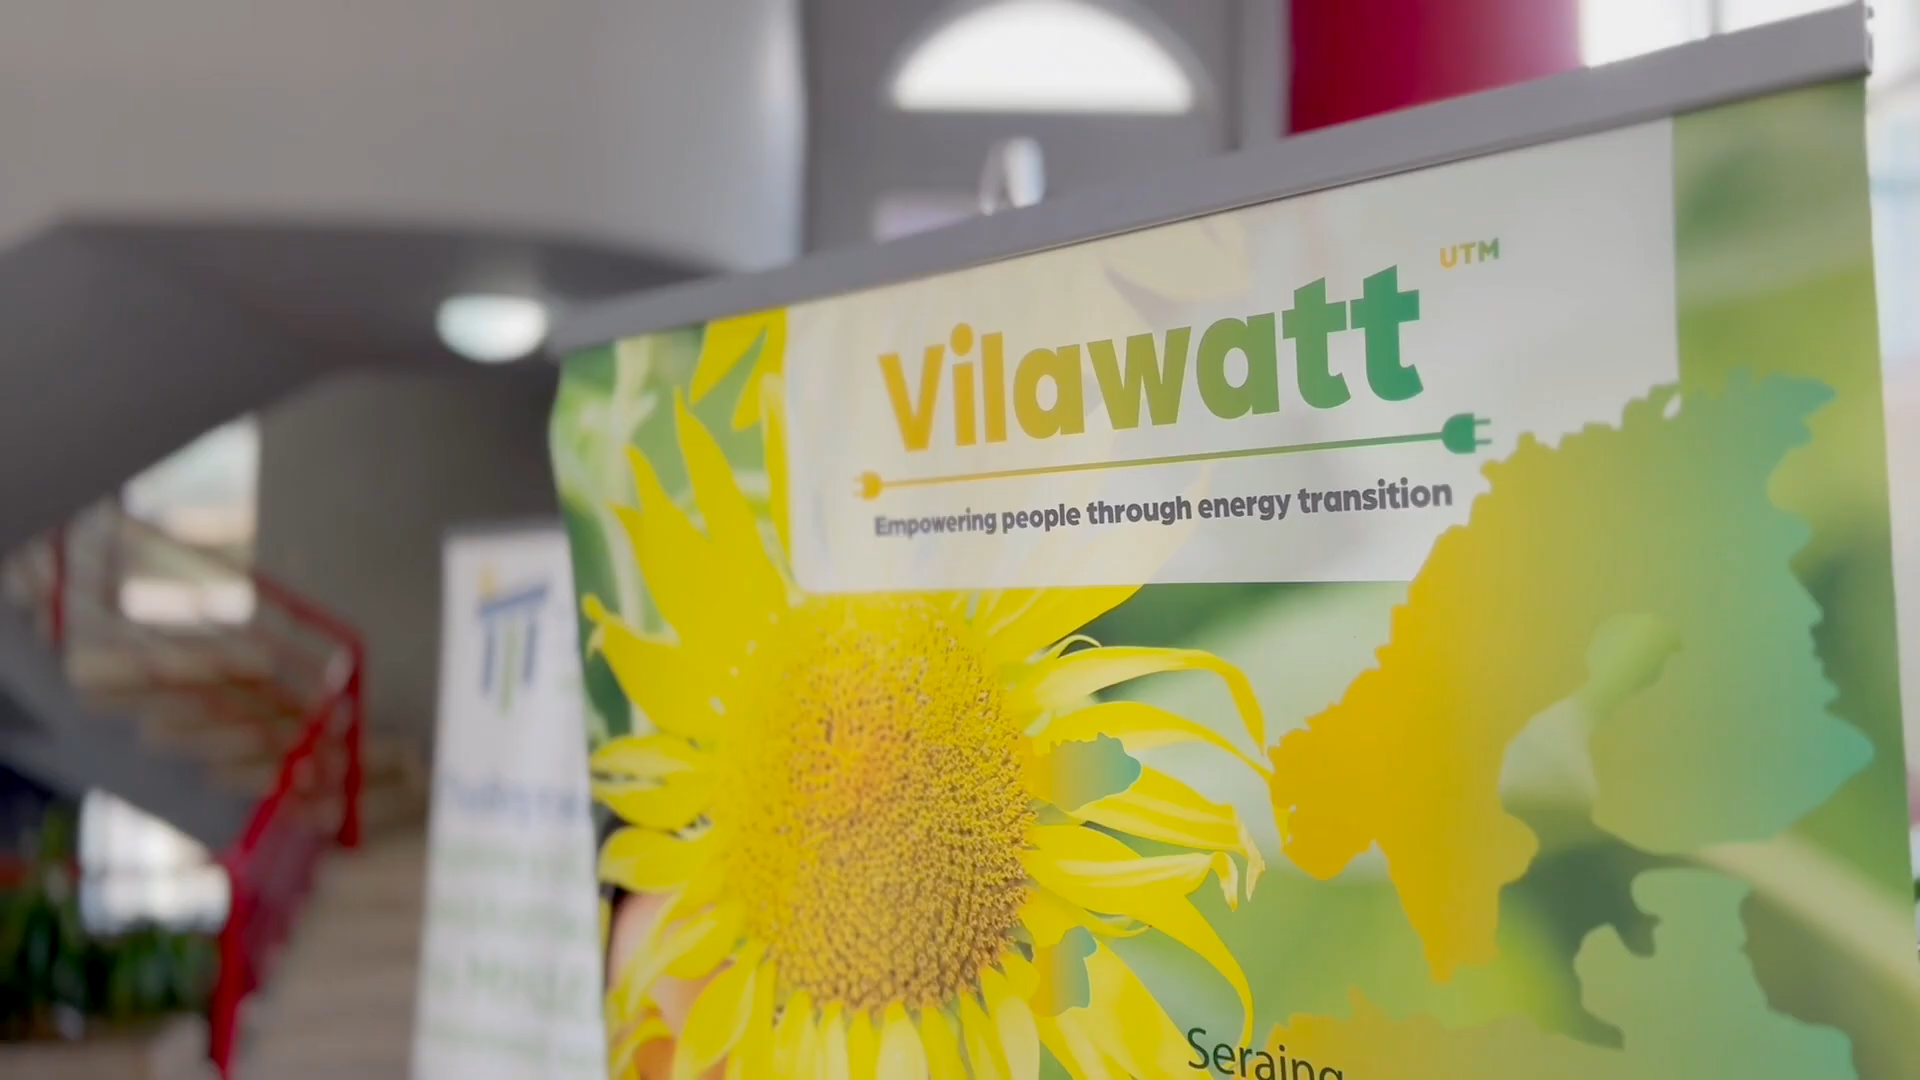 Vilawatt UTM
Empowering people through energy transition
Seraing